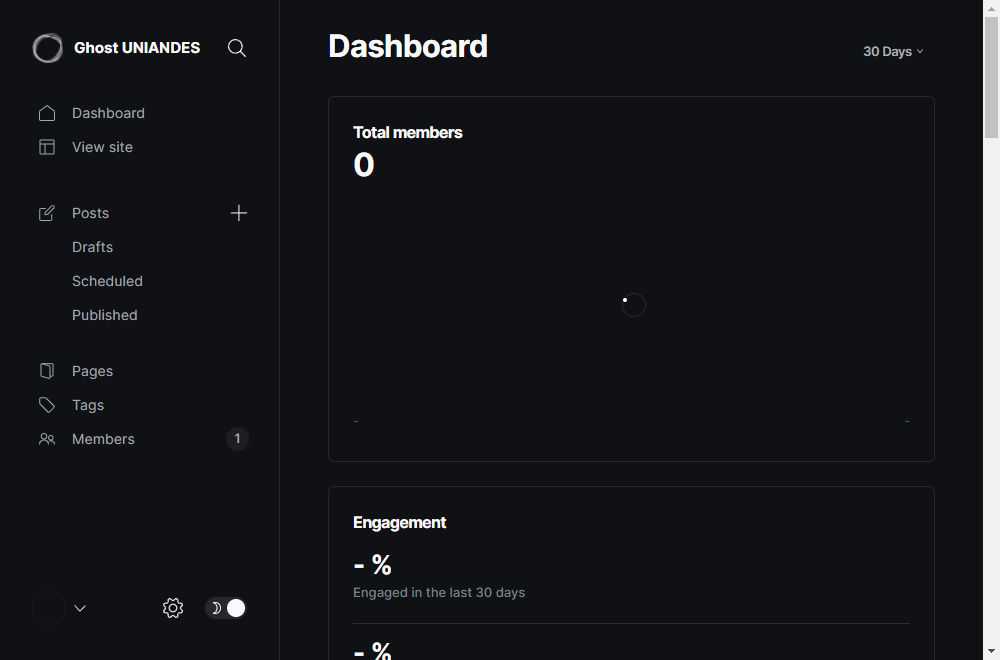 Ghost UNIANDES
Dashboard
View site
Posts
Drafts
Scheduled
Published
Pages
Tags
Members
1
Dashboard
30 Days
Total members
0
-
-
Engagement
- %
Engaged in the last 30 days
- %